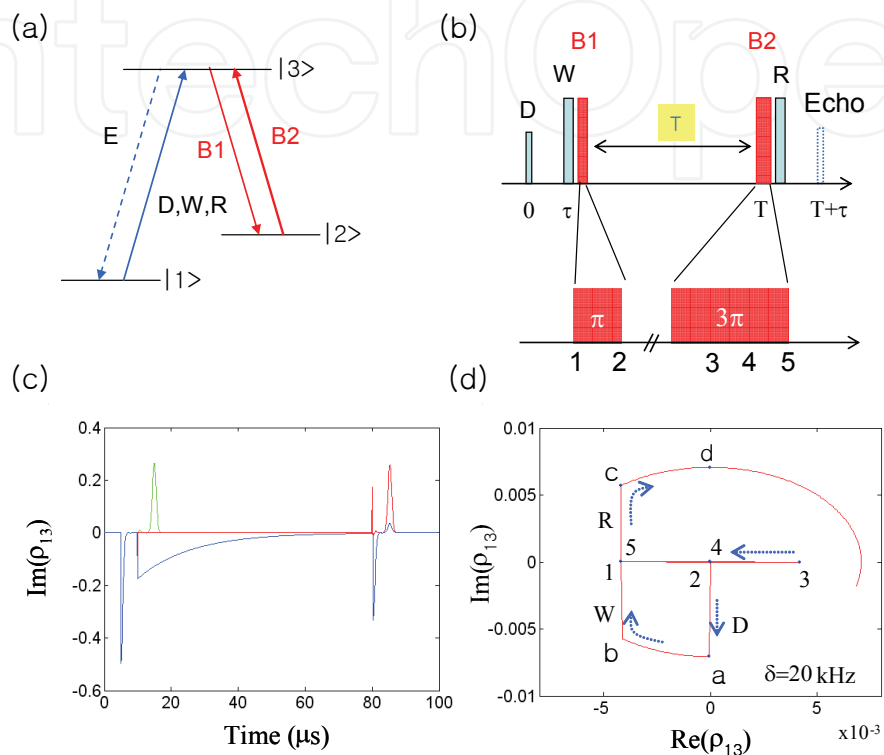 ntechOpe
(a)
|3>
E
B1
B2
D,W,R
|2>
|1>
(b)
B1
B2
W
R
D
T
Echo
0
τ
T
T+τ
π
3π
1
2
3
4
5
(c)
0.4
0.2
0
-0.2
-0.4
-0.6
Im(ρ13)
0
20
40
60
80
100
Time (μs)
(d)
0.01
0.005
0
-0.005
-0.01
Im(ρ13)
d
c
R
5
4
1
2
3
W
D
b
a
δ=20 kHz
-5
0
5
x10-3
Re(ρ13)